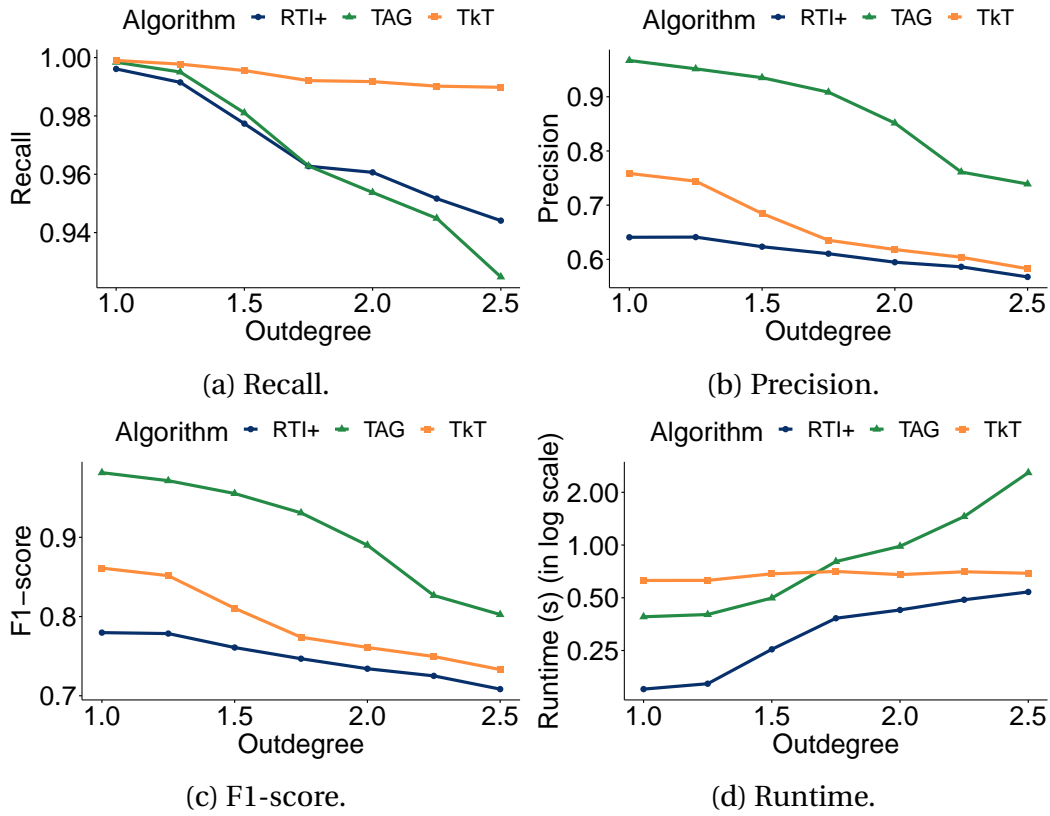 Algorithm RTI+ TAG TkT
Recall
1.00
0.98
0.96
0.94
1.0 1.5 2.0 2.5
Outdegree
(a) Recall.
Algorithm RTI+ TAG TkT
Precision
0.9
0.8
0.7
0.6
1.0 1.5 2.0 2.5
Outdegree
(b) Precision.
Algorithm RTI+ TAG TkT
F1−score
0.9
0.8
0.7
1.0 1.5 2.0 2.5
Outdegree
(c) F1-score.
Algorithm RTI+ TAG TkT
Runtime (s) (in log scale)
2.00
1.00
0.50
0.25
1.0 1.5 2.0 2.5
Outdegree
(d) Runtime.